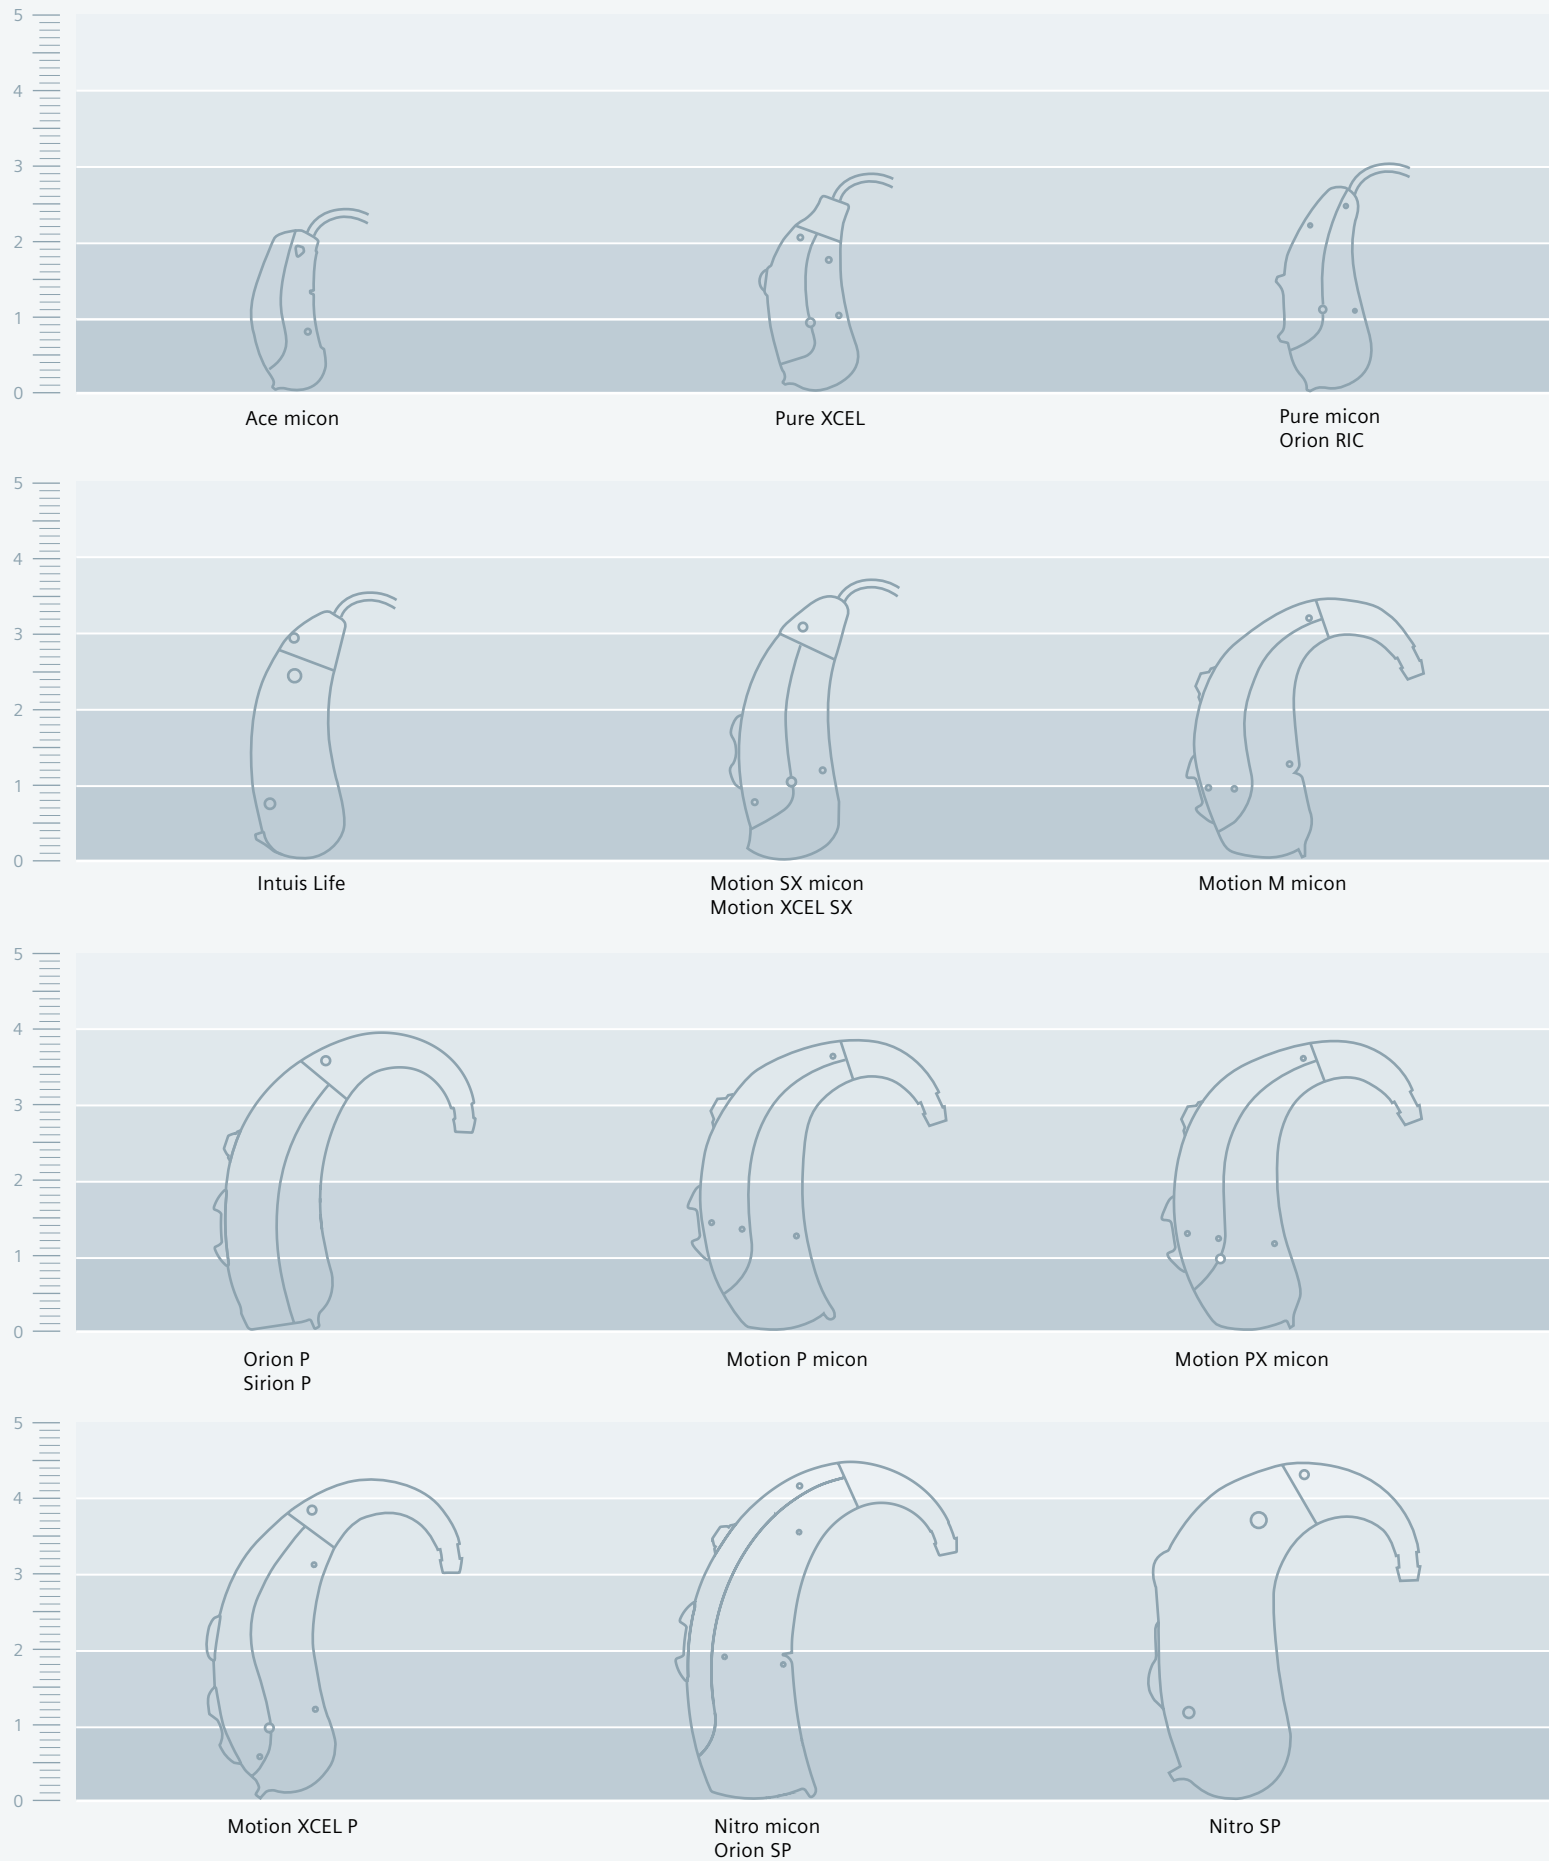 5
4
3
2
1
0
Ace micon
Pure XCEL
Pure micon
Orion RIC
5
4
3
2
1
0
Intuis Life
Motion SX micon
Motion XCEL SX
Motion M micon
5
4
3
2
1
0
Orion P
Sirion P
Motion P micon
Motion PX micon
5
4
3
2
1
0
Motion XCEL P
Nitro micon
Orion SP
Nitro SP